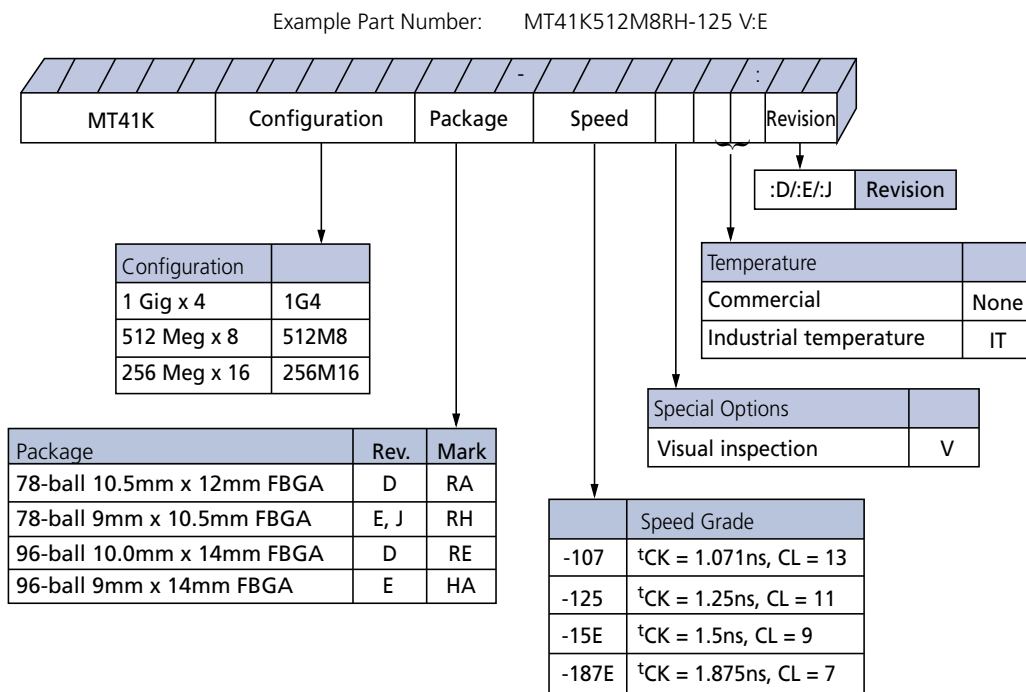 Example Part Number: MT41K512M8RH-125 V:E
- :
MT41K Configuration Package Speed Revision
:D/:E/:J Revision
Configuration
1 Gig x 4 1G4
512 Meg x 8 512M8
256 Meg x 16 256M16
Temperature
Commercial None
Industrial temperature IT
Special Options
Visual inspection V
Package Rev. Mark
78-ball 10.5mm x 12mm FBGA D RA
78-ball 9mm x 10.5mm FBGA E, J RH
96-ball 10.0mm x 14mm FBGA D RE
96-ball 9mm x 14mm FBGA E HA
Speed Grade
-107 tCK = 1.071ns, CL = 13
-125 tCK = 1.25ns, CL = 11
-15E tCK = 1.5ns, CL = 9
-187E tCK = 1.875ns, CL = 7